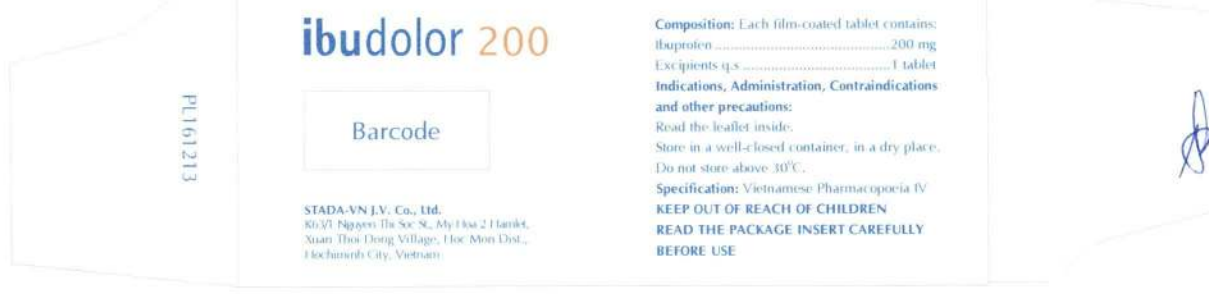 PL161213
ibudolor 200
Barcode
STADA-VN J.V. Co., Ltd.
K63/1 Nguyen Thi Soc St., My Hoa 2 Hamlet,
Xuan Thoi Dong Village, Hoc Mon Dist.,
Hochiminh City, Vietnam
Composition: Each film-coated tablet contains:
Ibuprofen ................................................. 200 mg
Excipients q.s ......................................... 1 tablet
Indications, Administration, Contraindications
and other precautions:
Read the leaflet inside.
Store in a well-closed container, in a dry place.
Do not store above 30°C.
Specification: Vietnamese Pharmacopoeia IV
KEEP OUT OF REACH OF CHILDREN
READ THE PACKAGE INSERT CAREFULLY
BEFORE USE